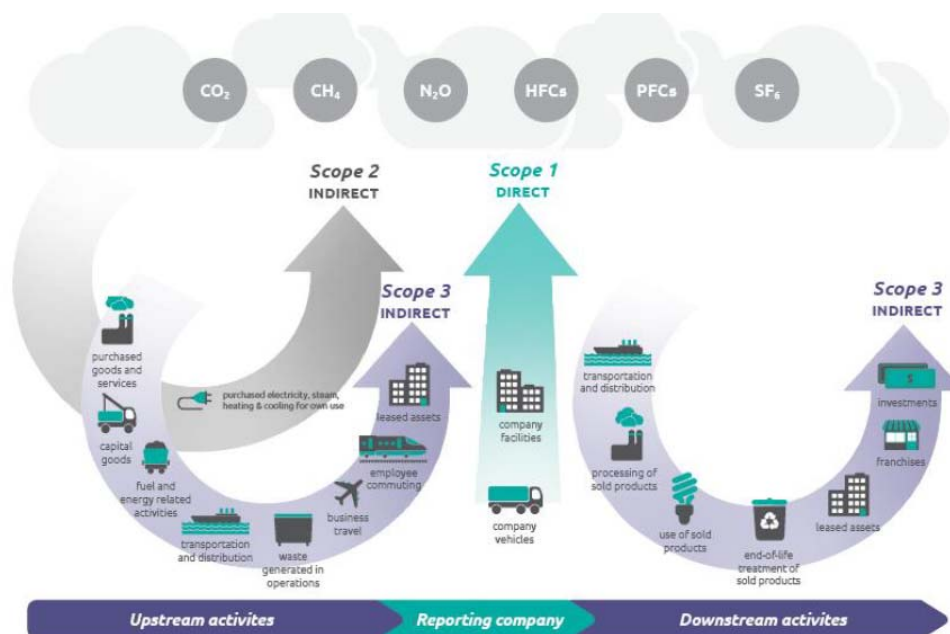 CO₂
CH₄
N₂O
HFCs
PFCs
SF₆
Scope 2
INDIRECT
Scope 1
DIRECT
Scope 3
INDIRECT
Scope 3
INDIRECT
purchased
goods and
services
capital
goods
fuel and
energy related
activities
transportation
and distribution
waste
generated in
operations
business
travel
employee
commuting
leased assets
purchased electricity, steam,
heating & cooling for own use
company
facilities
company
vehicles
transportation
and distribution
processing of
sold products
use of sold
products
end-of-life
treatment of
sold products
leased assets
franchises
investments
$
Upstream activites
Reporting company
Downstream activites